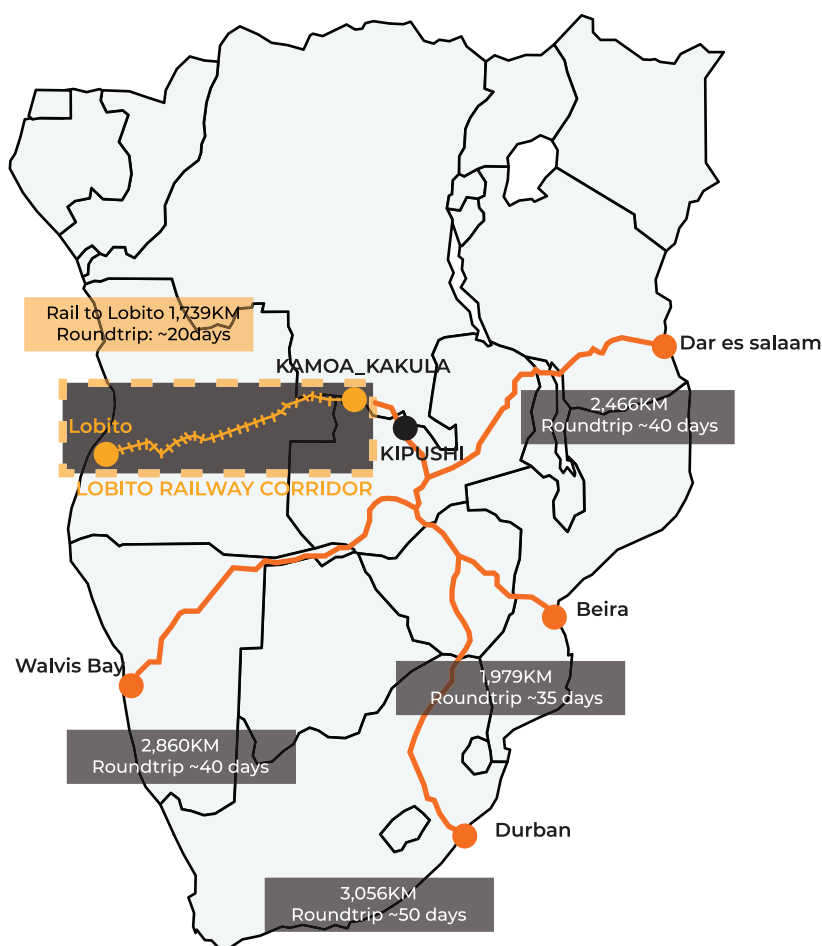 Rail to Lobito 1,739KM
Roundtrip: ~20days
KAMOA_KAKULA
Dar es salaam
2,466KM
Roundtrip ~40 days
Lobito
KIPUSHI
LOBITO RAILWAY CORRIDOR
Beira
Walvis Bay
1,979KM
Roundtrip ~35 days
2,860KM
Roundtrip ~40 days
Durban
3,056KM
Roundtrip ~50 days